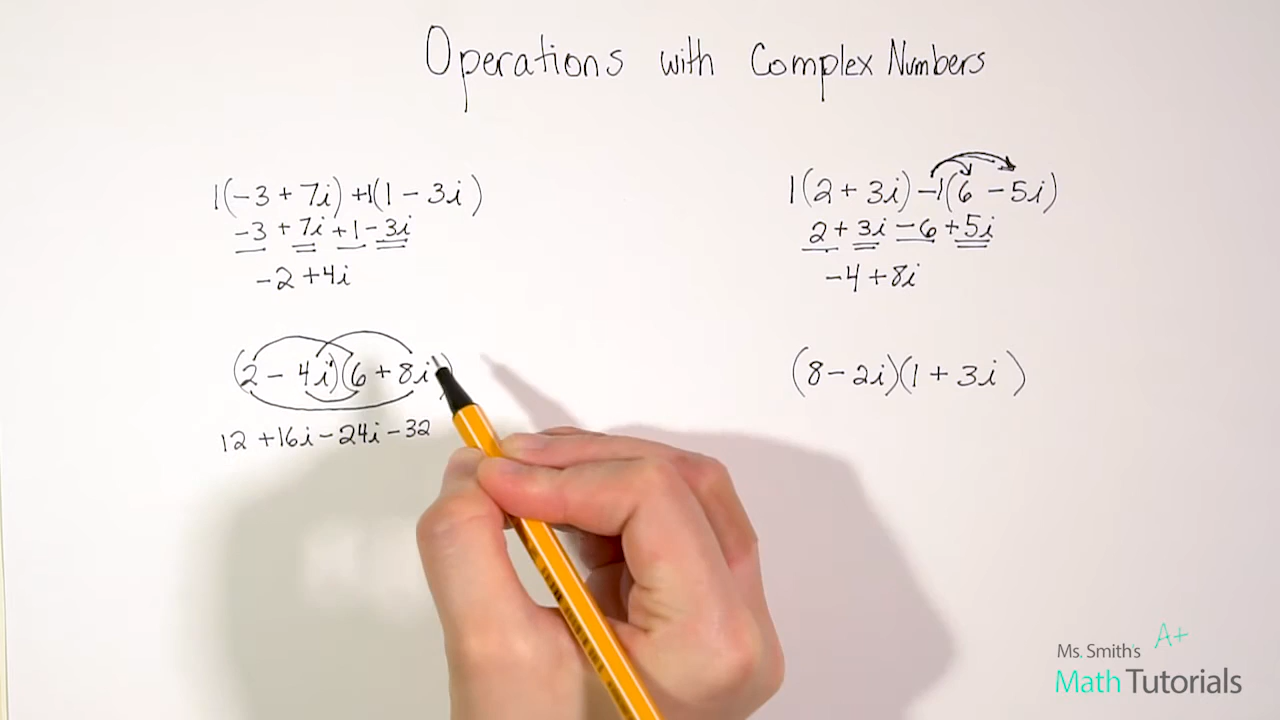 Operations with Complex Numbers
1(-3 + 7i) +1(1 - 3i)
-3 + 7i +1 - 3i
-2 +4i
1(2 + 3i) -1(6 - 5i)
2 + 3i - 6 + 5i
-4 +8i
(2 - 4i)(6 + 8i)
12 +16i - 24i - 32
(8 - 2i)(1 + 3i)
A+
Ms. Smith's
Math Tutorials